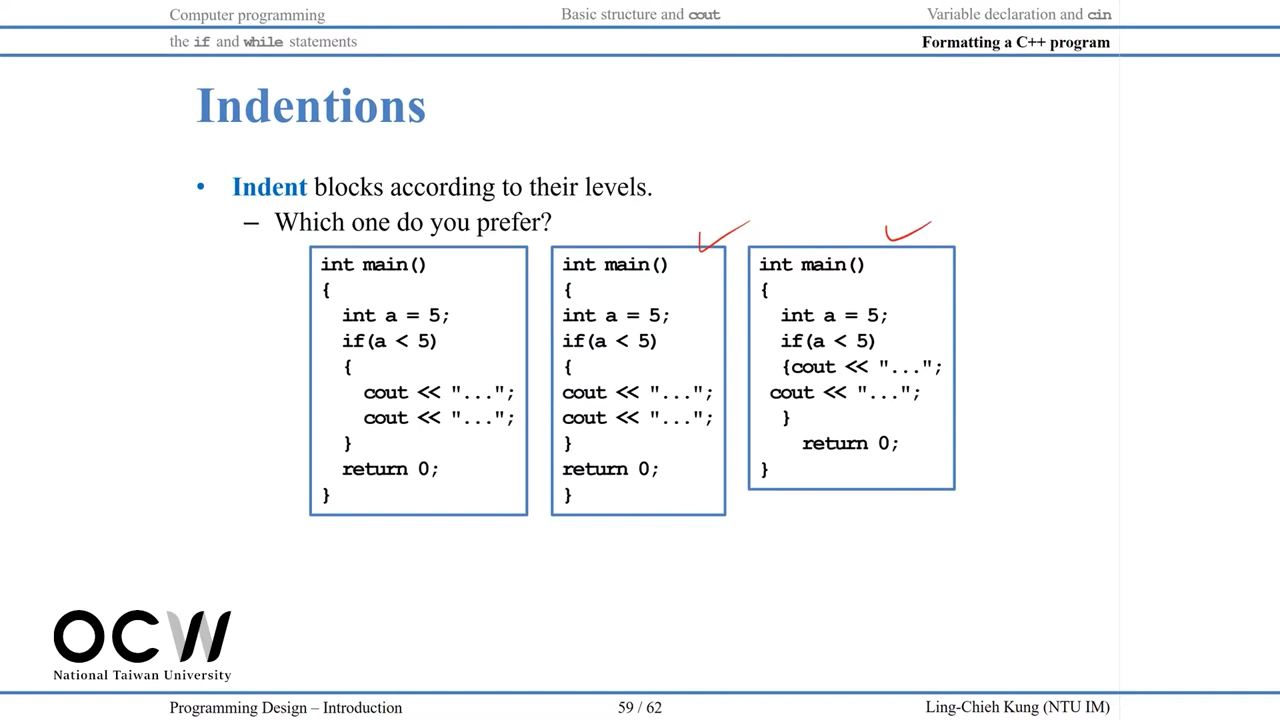 Computer programming
Basic structure and cout
Variable declaration and cin
the if and while statements
Formatting a C++ program
Indentions
• Indent blocks according to their levels.
– Which one do you prefer?
int main()
{
  int a = 5;
  if(a < 5)
  {
    cout << "...";
    cout << "...";
  }
  return 0;
}
int main()
{
int a = 5;
if(a < 5)
{
cout << "...";
cout << "...";
}
return 0;
}
int main()
{
  int a = 5;
  if(a < 5)
  {cout << "...";
 cout << "...";
  }
    return 0;
}
OCW
National Taiwan University
Programming Design – Introduction
59 / 62
Ling-Chieh Kung (NTU IM)